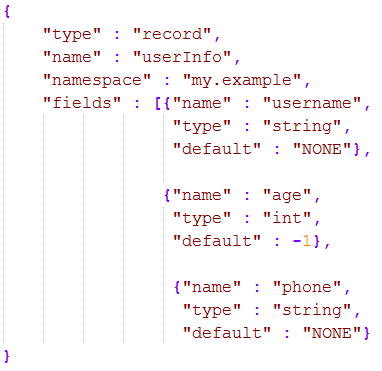 {
"type" : "record",
"name" : "userInfo",
"namespace" : "my.example",
"fields" : [{"name" : "username",
"type" : "string",
"default" : "NONE"},
{"name" : "age",
"type" : "int",
"default" : -1},
{"name" : "phone",
"type" : "string",
"default" : "NONE"}
}